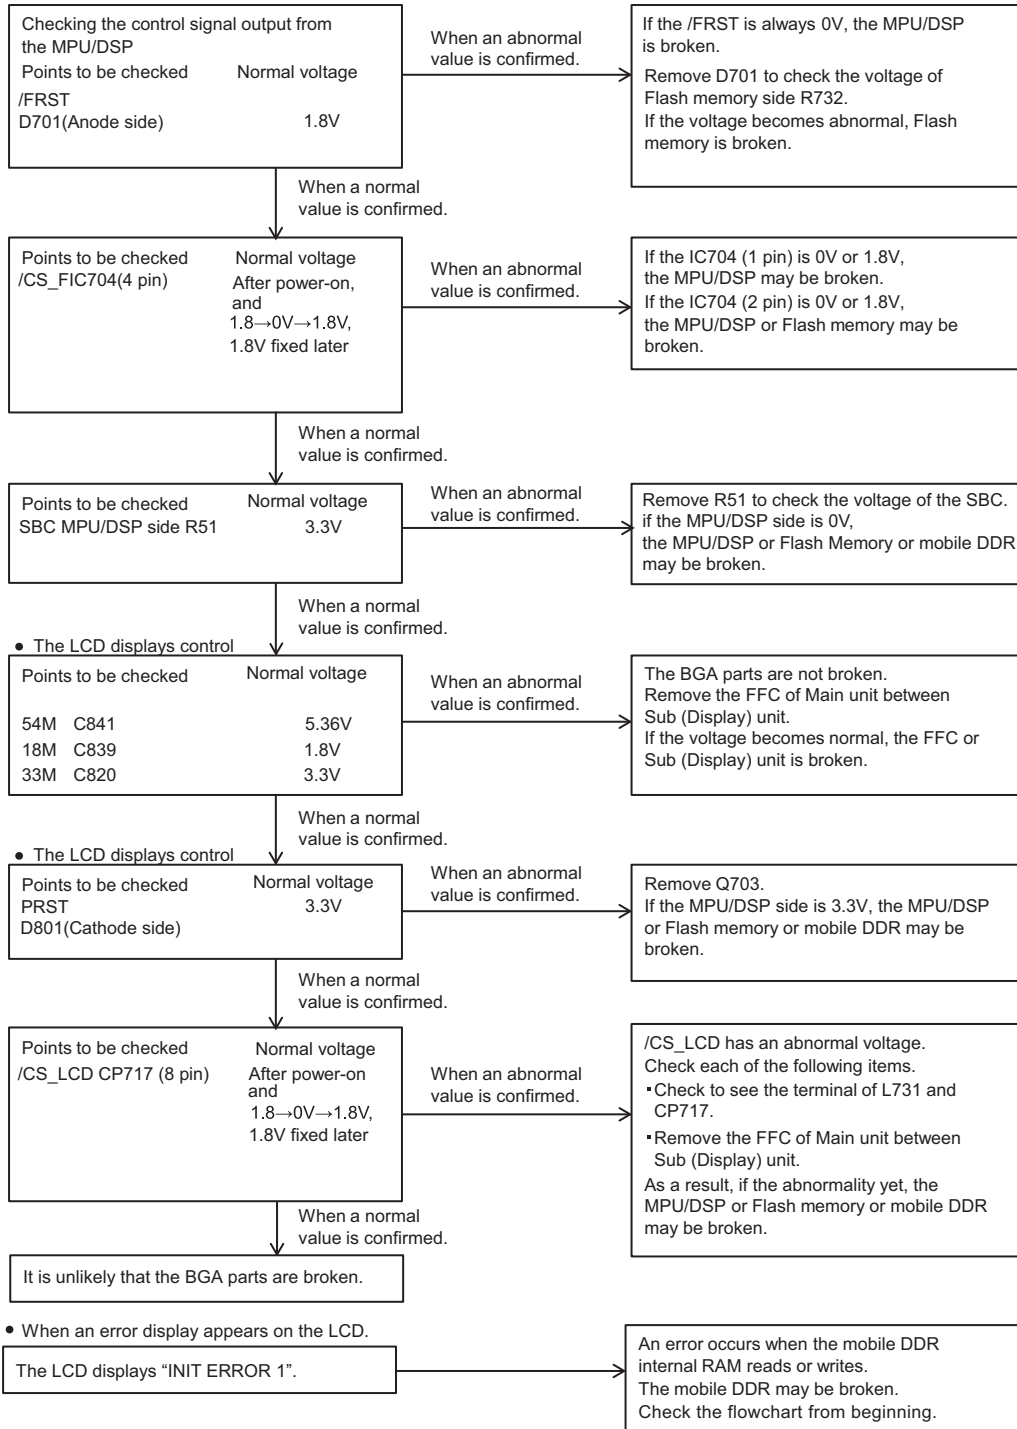 Checking the control signal output from
the MPU/DSP
Points to be checked Normal voltage
/FRST
D701(Anode side) 1.8V
When an abnormal
value is confirmed.
If the /FRST is always 0V, the MPU/DSP
is broken.
Remove D701 to check the voltage of
Flash memory side R732.
If the voltage becomes abnormal, Flash
memory is broken.
When a normal
value is confirmed.
Points to be checked Normal voltage
/CS_FIC704(4 pin) After power-on,
and
1.8→0V→1.8V,
1.8V fixed later
When an abnormal
value is confirmed.
If the IC704 (1 pin) is 0V or 1.8V,
the MPU/DSP may be broken.
If the IC704 (2 pin) is 0V or 1.8V,
the MPU/DSP or Flash memory may be
broken.
When a normal
value is confirmed.
Points to be checked Normal voltage
SBC MPU/DSP side R51 3.3V
When an abnormal
value is confirmed.
Remove R51 to check the voltage of the SBC.
if the MPU/DSP side is 0V,
the MPU/DSP or Flash Memory or mobile DDR
may be broken.
When a normal
value is confirmed.
• The LCD displays control
Points to be checked Normal voltage
54M C841 5.36V
18M C839 1.8V
33M C820 3.3V
When an abnormal
value is confirmed.
The BGA parts are not broken.
Remove the FFC of Main unit between
Sub (Display) unit.
If the voltage becomes normal, the FFC or
Sub (Display) unit is broken.
When a normal
value is confirmed.
• The LCD displays control
Points to be checked Normal voltage
PRST 3.3V
D801(Cathode side)
When an abnormal
value is confirmed.
Remove Q703.
If the MPU/DSP side is 3.3V, the MPU/DSP
or Flash memory or mobile DDR may be
broken.
When a normal
value is confirmed.
Points to be checked Normal voltage
/CS_LCD CP717 (8 pin) After power-on
and
1.8→0V→1.8V,
1.8V fixed later
When an abnormal
value is confirmed.
/CS_LCD has an abnormal voltage.
Check each of the following items.
▪Check to see the terminal of L731 and
CP717.
▪Remove the FFC of Main unit between
Sub (Display) unit.
As a result, if the abnormality yet, the
MPU/DSP or Flash memory or mobile DDR
may be broken.
When a normal
value is confirmed.
It is unlikely that the BGA parts are broken.
• When an error display appears on the LCD.
The LCD displays “INIT ERROR 1”.
An error occurs when the mobile DDR
internal RAM reads or writes.
The mobile DDR may be broken.
Check the flowchart from beginning.